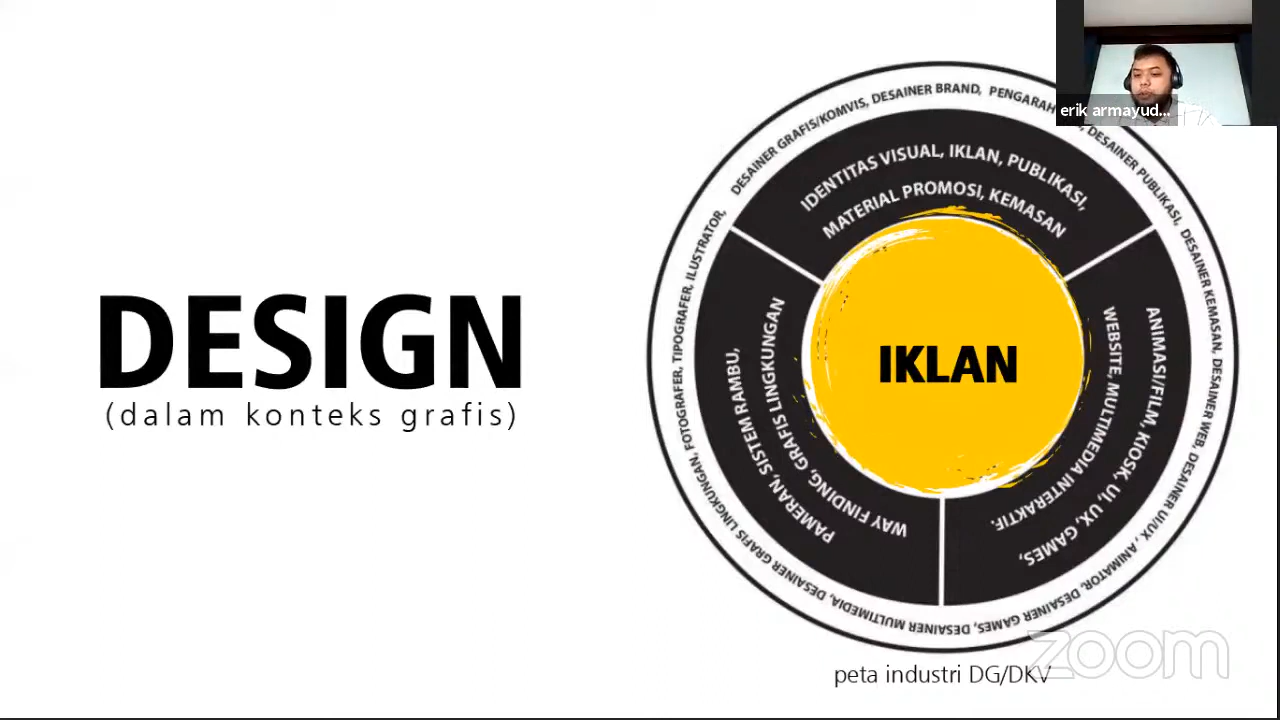 erik armayud...
DESIGN
(dalam konteks grafis)
DESAINER GRAFIS/KOMVIS, DESAINER BRAND, PENGARAH
DESAINER PUBLIKASI, DESAINER KEMASAN, DESAINER WEB, DESAINER UI/UX, ANIMATOR, DESAINER GAMES, DESAINER MULTIMEDIA, DESAINER GRAFIS LINGKUNGAN, FOTOGRAFER, TIPOGRAFER, ILUSTRATOR,
IDENTITAS VISUAL, IKLAN, PUBLIKASI,
MATERIAL PROMOSI, KEMASAN
ANIMASI/FILM, KIOSK, UI, UX, GAMES,
WEBSITE, MULTIMEDIA INTERAKTIF.
PAMERAN, SISTEM RAMBU,
WAY FINDING, GRAFIS LINGKUNGAN
IKLAN
peta industri DG/DKV
zoom